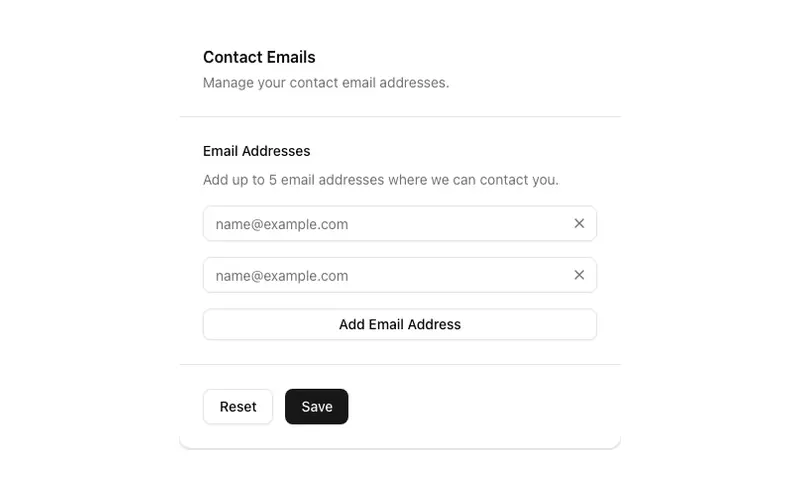 Contact Emails
Manage your contact email addresses.
Email Addresses
Add up to 5 email addresses where we can contact you.
name@example.com
name@example.com
Add Email Address
Reset
Save